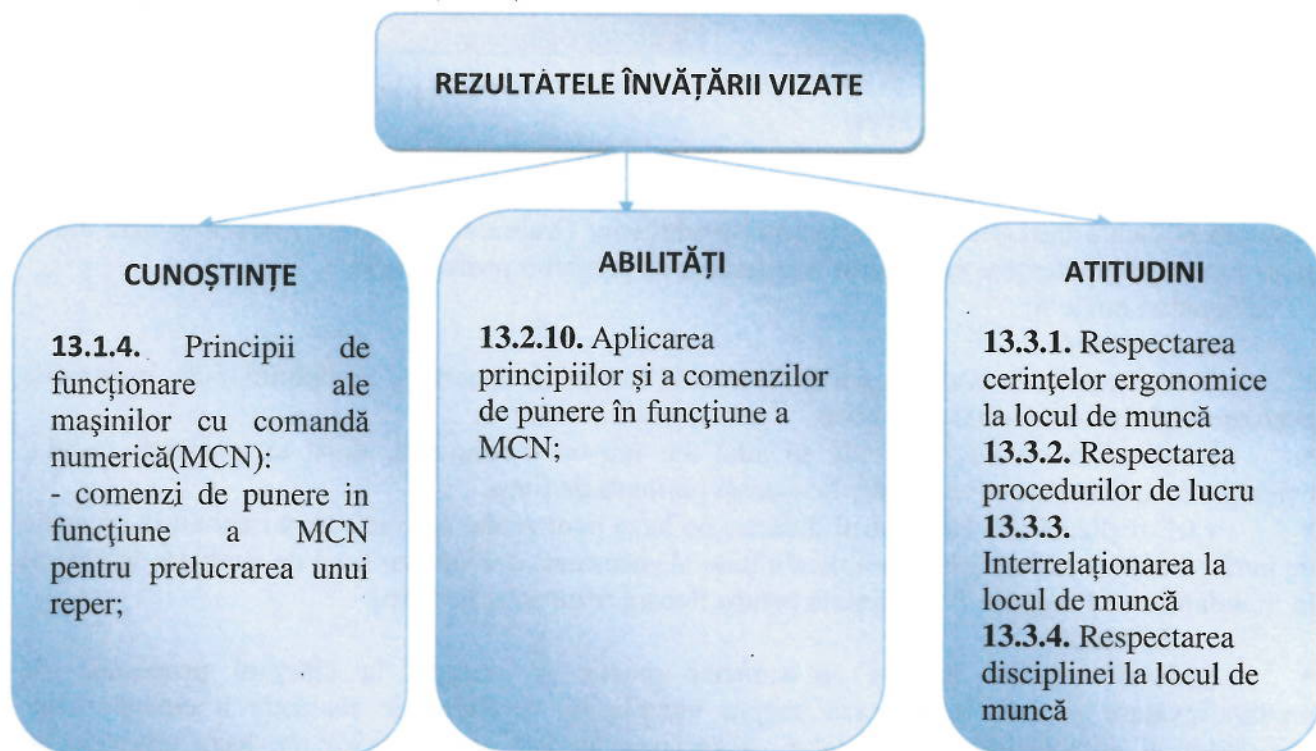 REZULTATELE ÎNVĂȚĂRII VIZATE
CUNOȘTINȚE
13.1.4. Principii de
funcționare ale
mașinilor cu comandă
numerică(MCN):
- comenzi de punere in
funcțiune a MCN
pentru prelucrarea unui
reper;
ABILITĂȚI
13.2.10. Aplicarea
principiilor și a comenzilor
de punere în funcțiune a
MCN;
ATITUDINI
13.3.1. Respectarea
cerințelor ergonomice
la locul de muncă
13.3.2. Respectarea
procedurilor de lucru
13.3.3.
Interrelaționarea la
locul de muncă
13.3.4. Respectarea
disciplinei la locul de
muncă